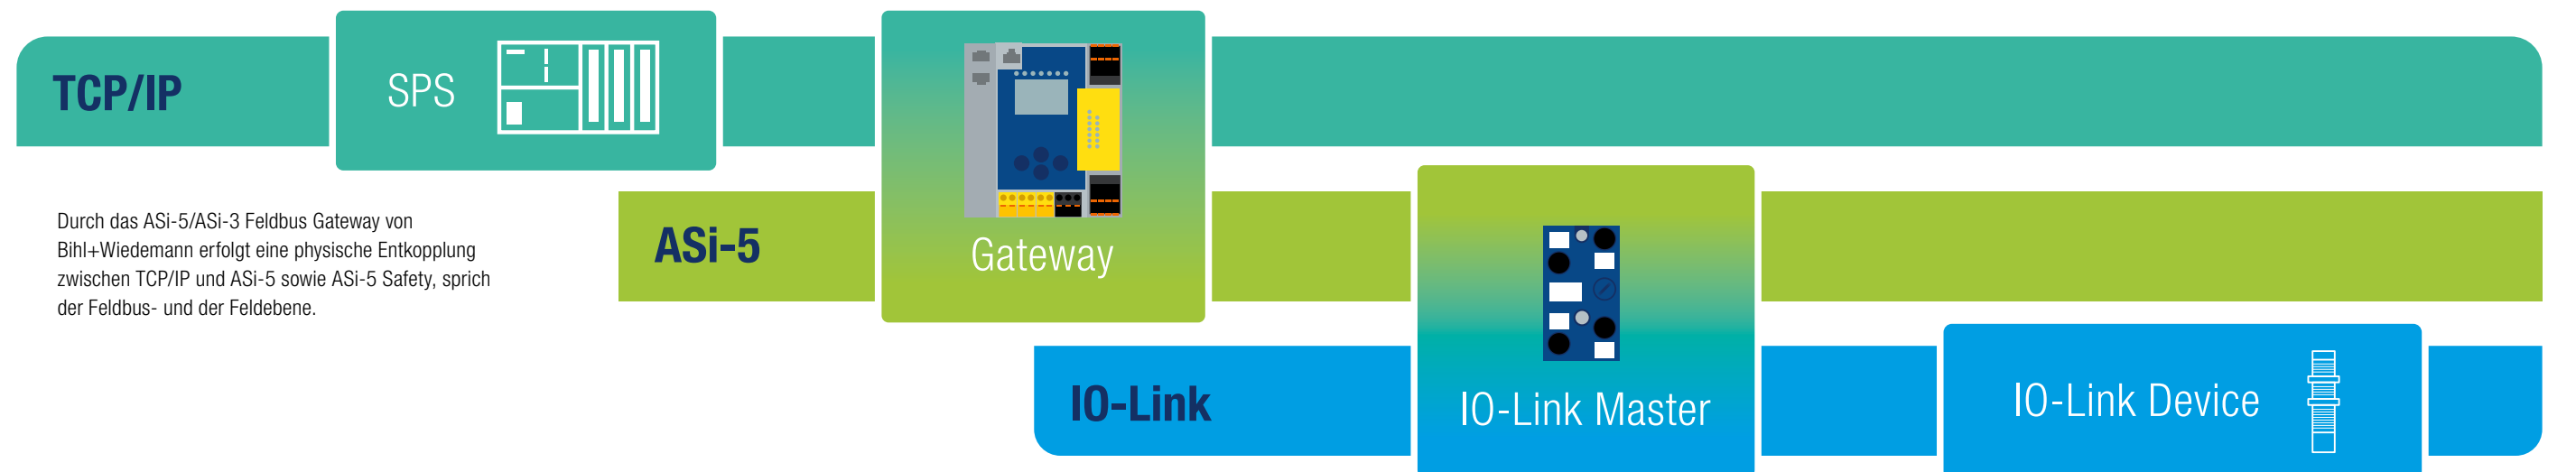 TCP/IP
SPS
Durch das ASi-5/ASi-3 Feldbus Gateway von
Bihl+Wiedemann erfolgt eine physische Entkopplung
zwischen TCP/IP und ASi-5 sowie ASi-5 Safety, sprich
der Feldbus- und der Feldebene.
ASi-5
Gateway
IO-Link
IO-Link Master
IO-Link Device